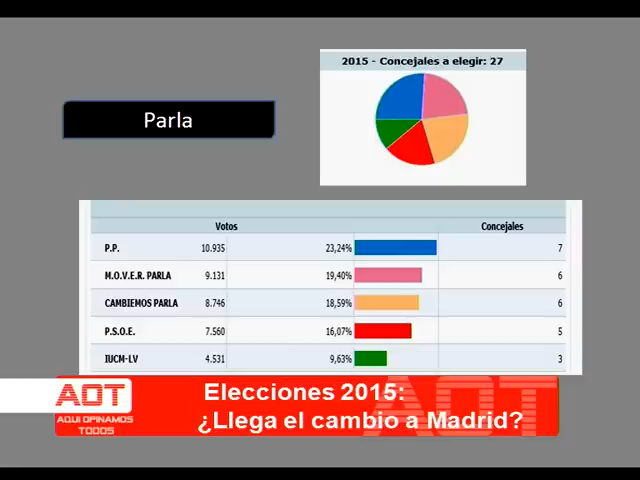 2015 - Concejales a elegir: 27
Parla
Votos Concejales
P.P. 10.935 23,24% 7
M.O.V.E.R. PARLA 9.131 19,40% 6
CAMBIEMOS PARLA 8.746 18,59% 6
P.S.O.E. 7.560 16,07% 5
IUCM-LV 4.531 9,63% 3
AOT
AQUI OPINAMOS
TODOS
Elecciones 2015:
¿Llega el cambio a Madrid?
AOT